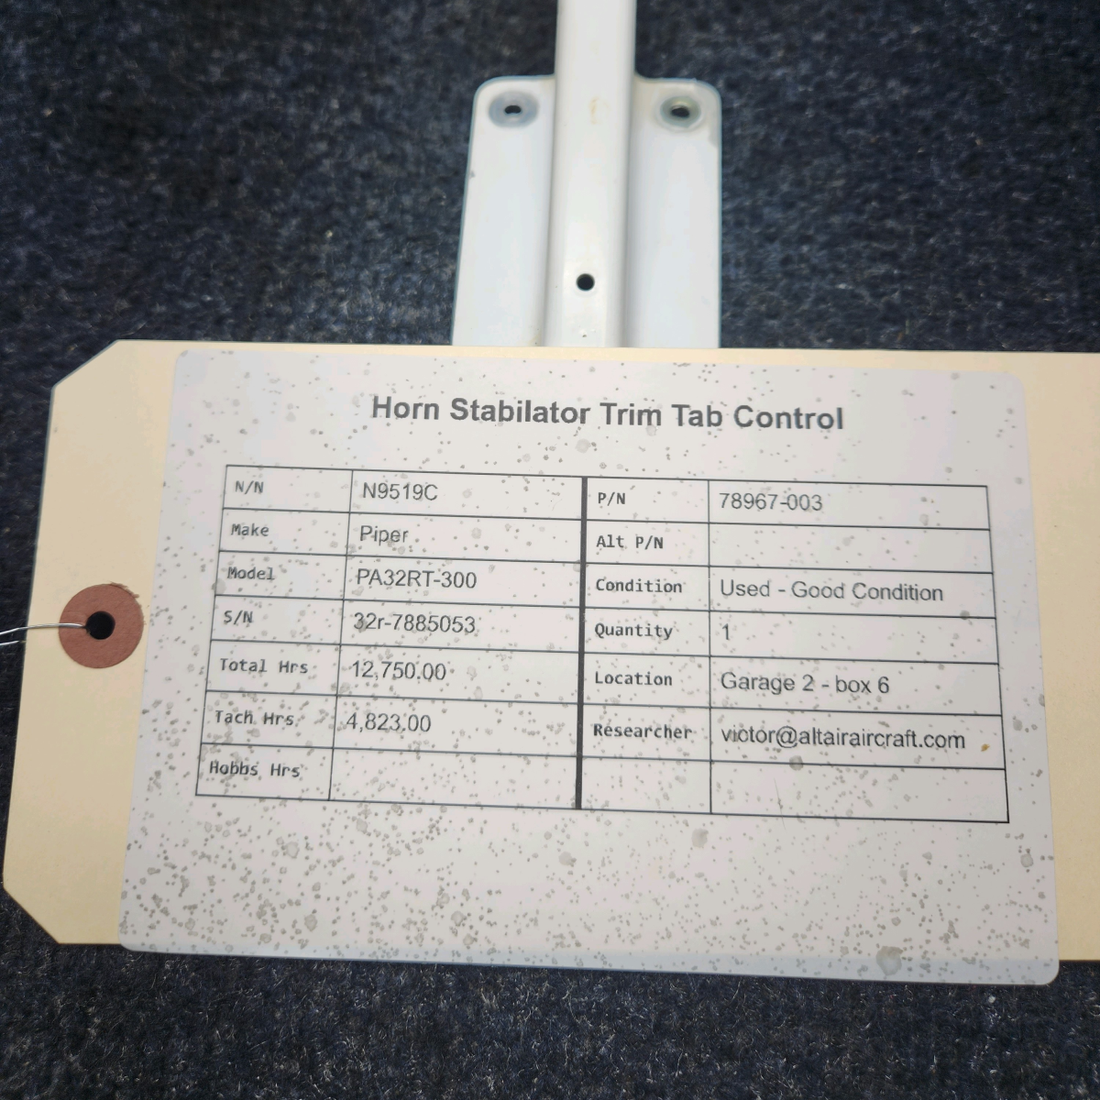 Horn Stabilator Trim Tab Control
N/N N9519C P/N 78967-003
Make Piper Alt P/N
Model PA32RT-300 Condition Used - Good Condition
S/N 32r-7885053 Quantity 1
Total Hrs 12,750.00 Location Garage 2 - box 6
Tach Hrs 4,823.00 Researcher victor@altairaircraft.com
Hobbs Hrs